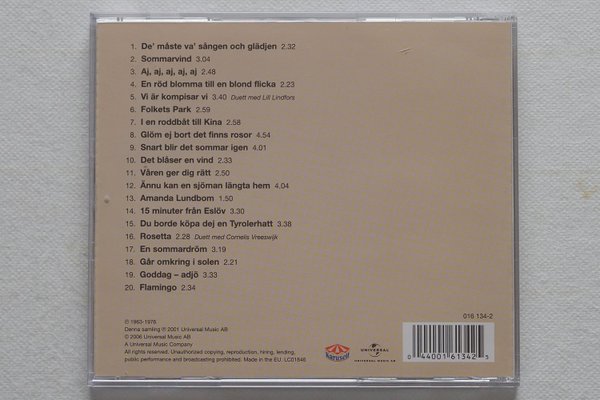 1. De' måste va' sången och glädjen 2.32
2. Sommarvind 3.04
3. Aj, aj, aj, aj, aj 2.48
4. En röd blomma till en blond flicka 2.23
5. Vi är kompisar vi 3.40 Duett med Lill Lindfors
6. Folkets Park 2.59
7. I en roddbåt till Kina 2.58
8. Glöm ej bort det finns rosor 4.54
9. Snart blir det sommar igen 4.01
10. Det blåser en vind 2.33
11. Våren ger dig rätt 2.50
12. Ännu kan en sjöman längta hem 4.04
13. Amanda Lundbom 1.50
14. 15 minuter från Eslöv 3.30
15. Du borde köpa dej en Tyrolerhatt 3.38
16. Rosetta 2.28 Duett med Cornelis Vreeswijk
17. En sommardröm 3.19
18. Går omkring i solen 2.21
19. Goddag – adjö 3.33
20. Flamingo 2.34
016 134-2
℗ 1963-1978
Denna samling ℗ 2001 Universal Music AB
© 2006 Universal Music AB
A Universal Music Company
All rights reserved. Unauthorized copying, reproduction, hiring, lending,
public performance and broadcasting prohibited. Made in the EU. LC01846
Karusell
UNIVERSAL
UNIVERSAL MUSIC AB
0 44001 61342 5